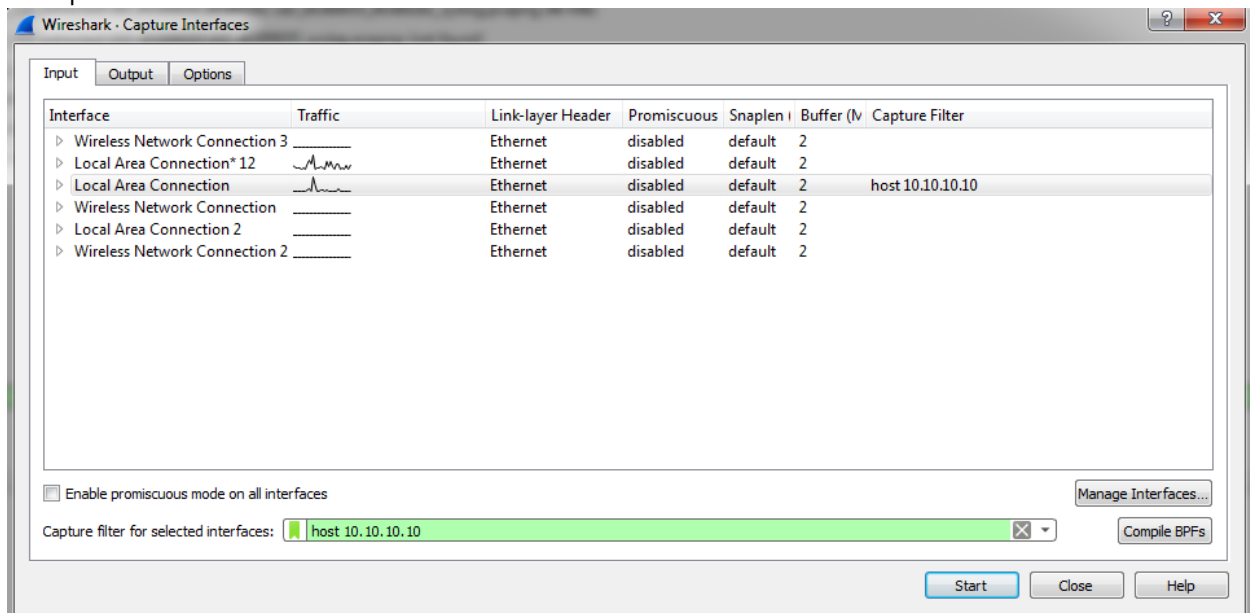 Wireshark · Capture Interfaces
Input Output Options
Interface Traffic Link-layer Header Promiscuous Snaplen ( Buffer (M Capture Filter
Wireless Network Connection 3 Ethernet disabled default 2
Local Area Connection* 12 Ethernet disabled default 2
Local Area Connection Ethernet disabled default 2 host 10.10.10.10
Wireless Network Connection Ethernet disabled default 2
Local Area Connection 2 Ethernet disabled default 2
Wireless Network Connection 2 Ethernet disabled default 2
Enable promiscuous mode on all interfaces Manage Interfaces...
Capture filter for selected interfaces: host 10.10.10.10 Compile BPFs
Start Close Help